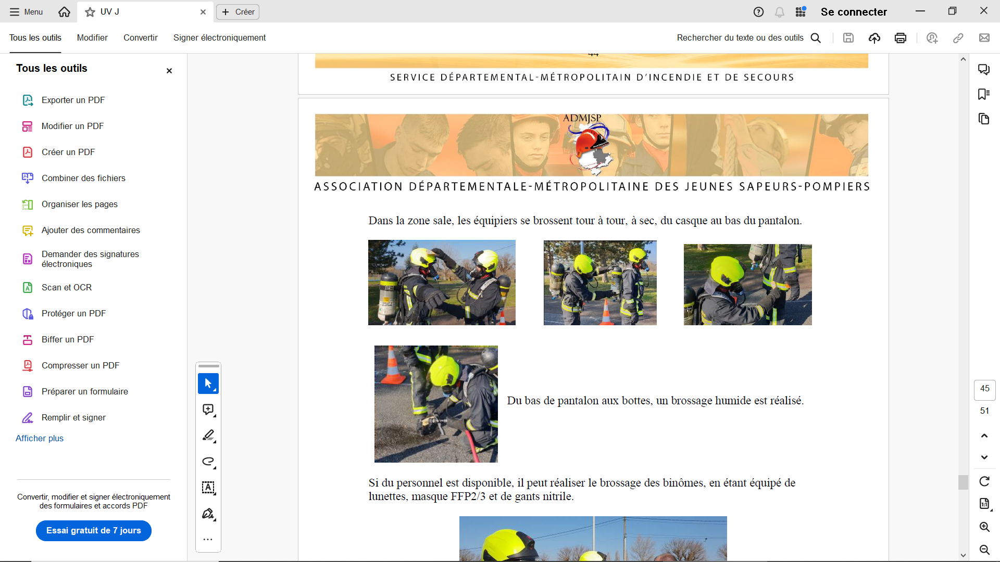 Menu
UV J
Créer
Se connecter
Tous les outils
Modifier
Convertir
Signer électroniquement
Rechercher du texte ou des outils
Tous les outils
Exporter un PDF
Modifier un PDF
Créer un PDF
Combiner des fichiers
Organiser les pages
Ajouter des commentaires
Demander des signatures
électroniques
Scan et OCR
Protéger un PDF
Biffer un PDF
Compresser un PDF
Préparer un formulaire
Remplir et signer
Afficher plus
Convertir, modifier et signer électroniquement
des formulaires et accords PDF
Essai gratuit de 7 jours
44
SERVICE DÉPARTEMENTAL-MÉTROPOLITAIN D'INCENDIE ET DE SECOURS
ADMJSP
ASSOCIATION DÉPARTEMENTALE-MÉTROPOLITAINE DES JEUNES SAPEURS-POMPIERS
Dans la zone sale, les équipiers se brossent tour à tour, à sec, du casque au bas du pantalon.
Du bas de pantalon aux bottes, un brossage humide est réalisé.
Si du personnel est disponible, il peut réaliser le brossage des binômes, en étant équipé de
lunettes, masque FFP2/3 et de gants nitrile.
45
51